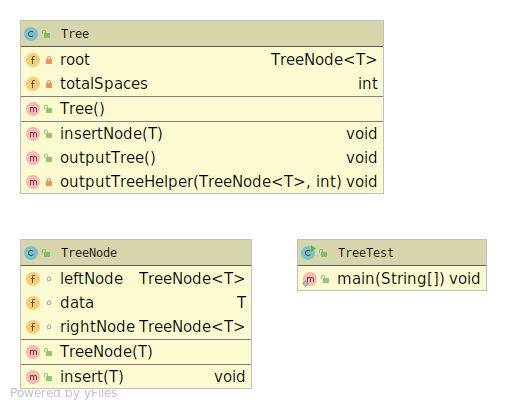 Tree
root TreeNode<T>
totalSpaces int
Tree()
insertNode(T) void
outputTree() void
outputTreeHelper(TreeNode<T>, int) void
TreeNode
leftNode TreeNode<T>
data T
rightNode TreeNode<T>
TreeNode(T)
insert(T) void
TreeTest
main(String[]) void
Powered by yFiles